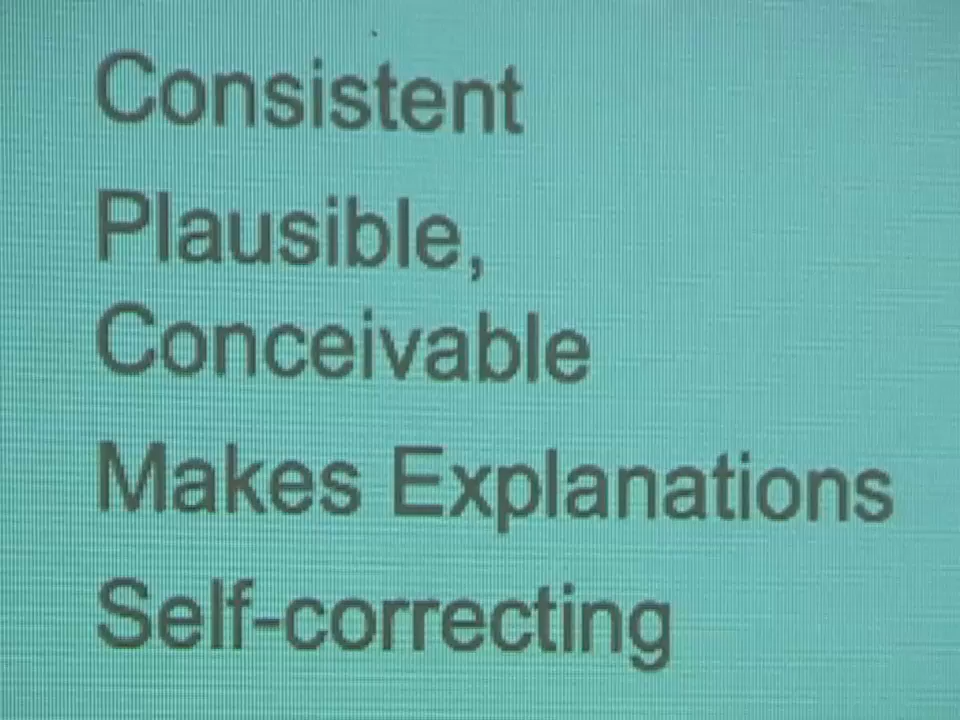 Consistent
Plausible,
Conceivable
Makes Explanations
Self-correcting